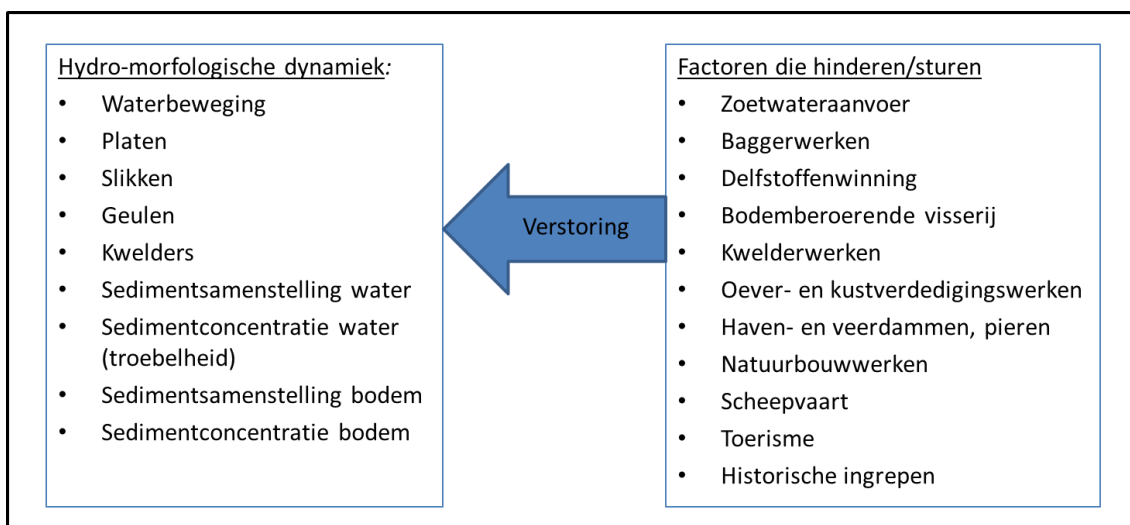 Hydro-morfologische dynamiek:
• Waterbeweging
• Platen
• Slikken
• Geulen
• Kwelders
• Sedimentsamenstelling water
• Sedimentconcentratie water
(troebelheid)
• Sedimentsamenstelling bodem
• Sedimentconcentratie bodem
Verstoring
Factoren die hinderen/sturen
• Zoetwateraanvoer
• Baggerwerken
• Delfstoffenwinning
• Bodemberoerende visserij
• Kwelderwerken
• Oever- en kustverdedigingswerken
• Haven- en veerdammen, pieren
• Natuurbouwwerken
• Scheepvaart
• Toerisme
• Historische ingrepen